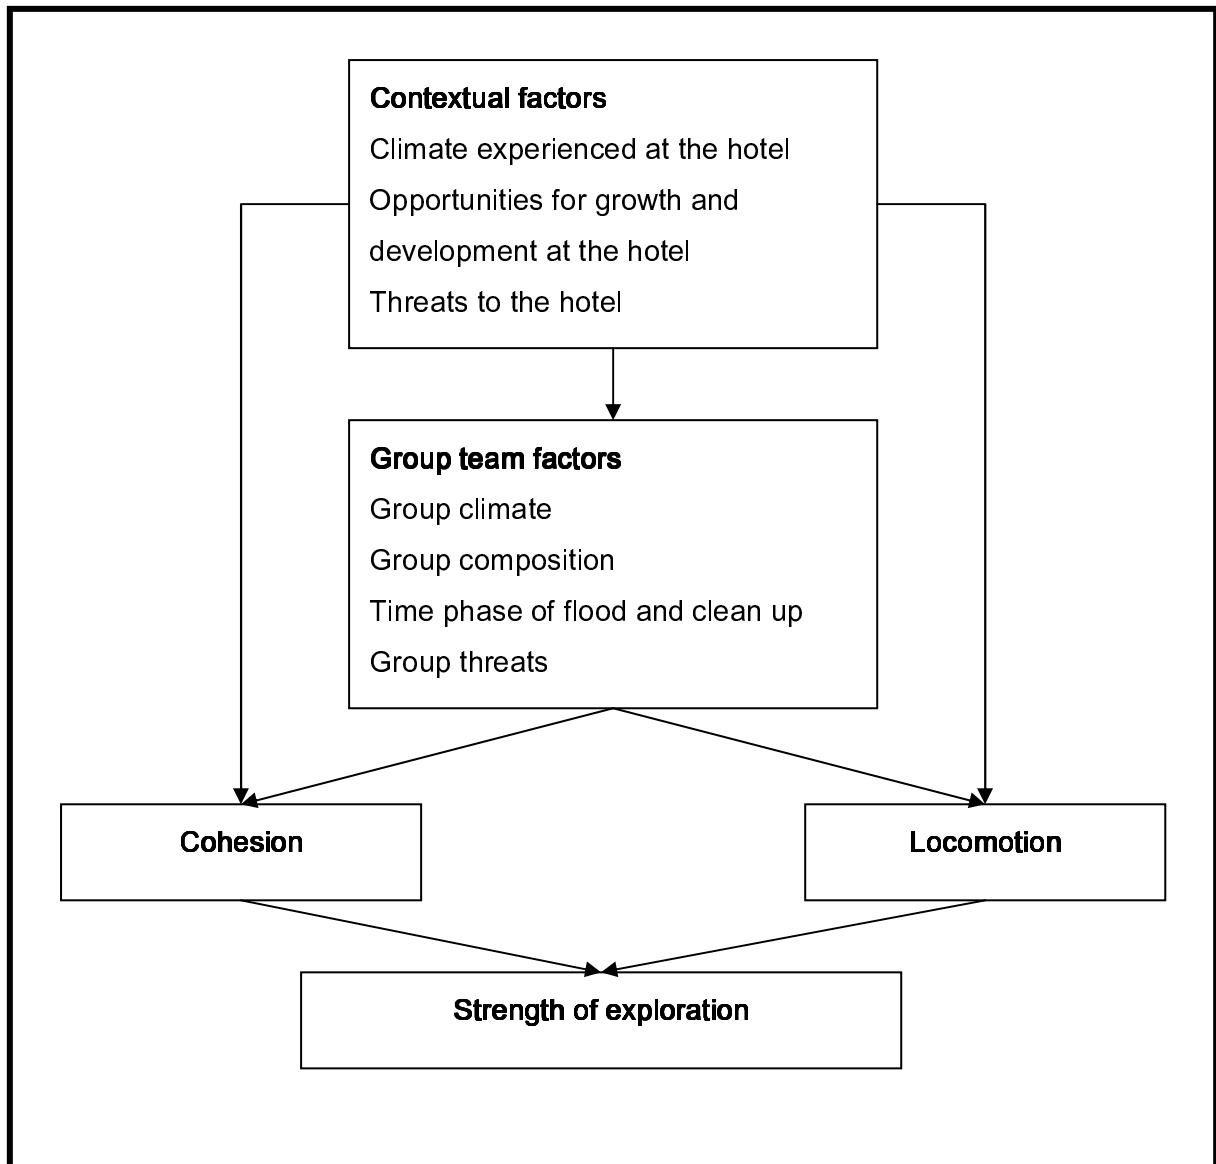 Contextual factors
Climate experienced at the hotel
Opportunities for growth and
development at the hotel
Threats to the hotel
Group team factors
Group climate
Group composition
Time phase of flood and clean up
Group threats
Cohesion
Locomotion
Strength of exploration